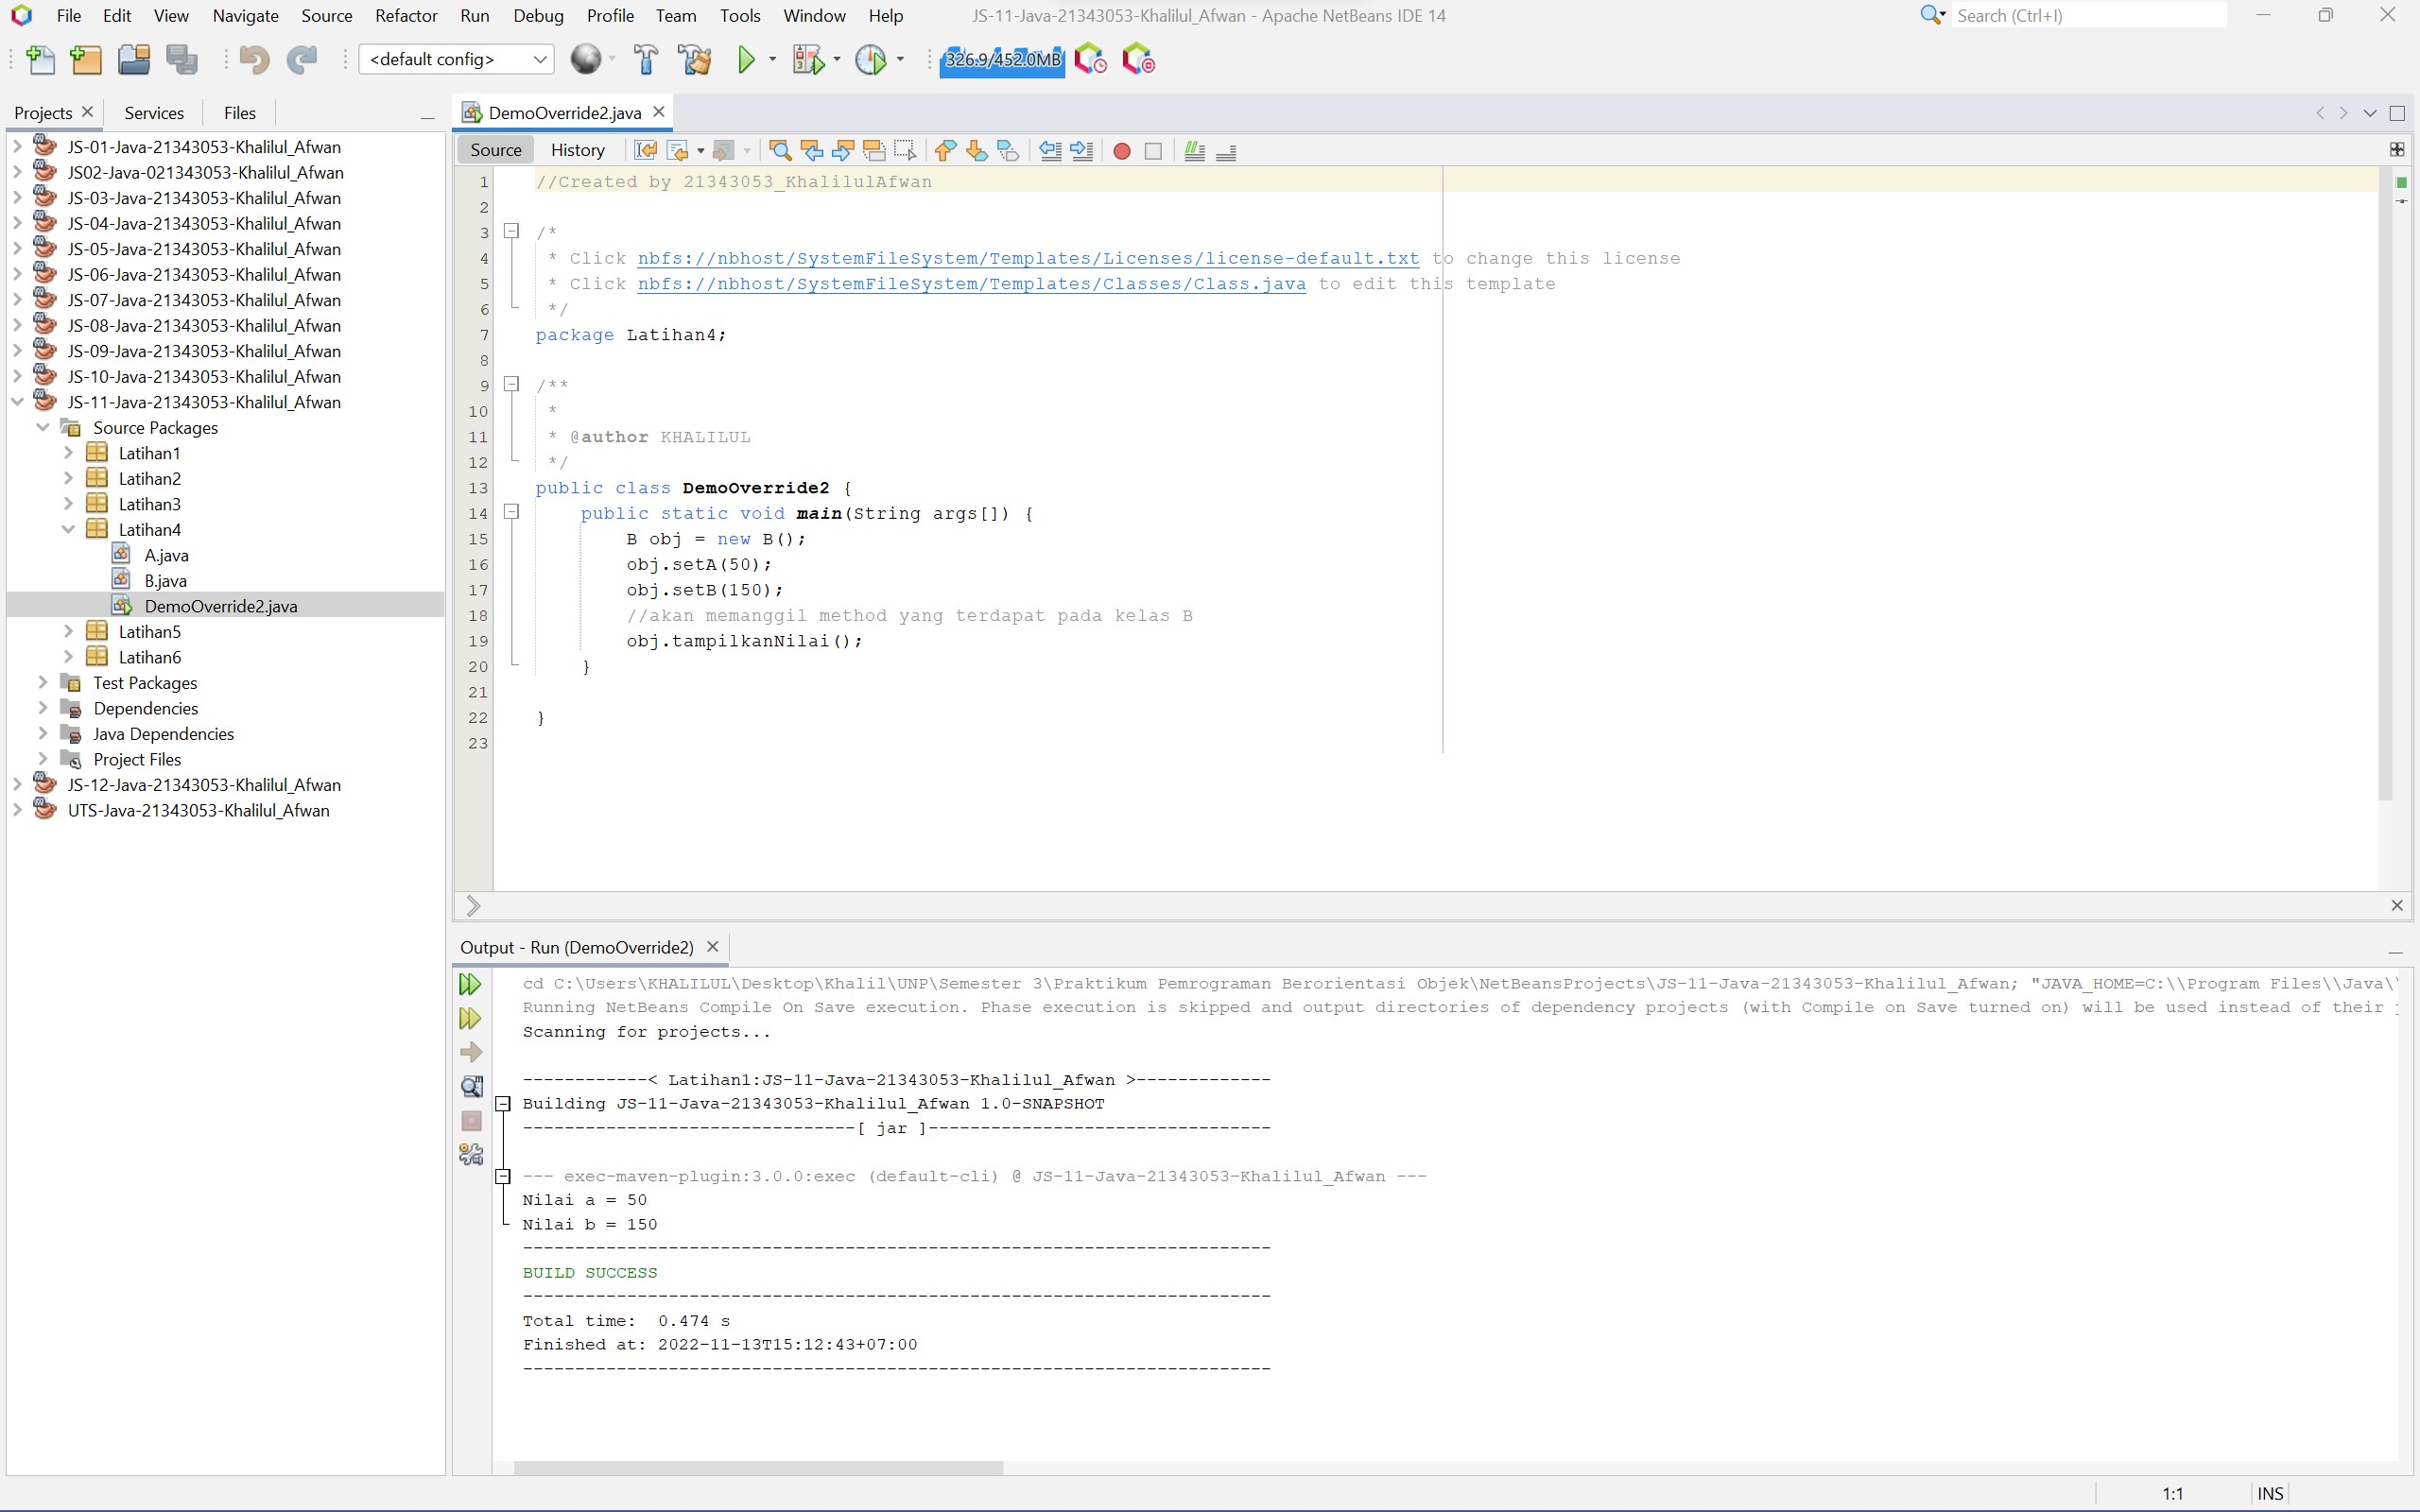 File Edit View Navigate Source Refactor Run Debug Profile Team Tools Window Help JS-11-Java-21343053-Khalilul_Afwan - Apache NetBeans IDE 14 Search (Ctrl+I)
<default config> 326.9/452.0MB
Projects Services Files
DemoOverride2.java
Source History
JS-01-Java-21343053-Khalilul_Afwan
JS02-Java-021343053-Khalilul_Afwan
JS-03-Java-21343053-Khalilul_Afwan
JS-04-Java-21343053-Khalilul_Afwan
JS-05-Java-21343053-Khalilul_Afwan
JS-06-Java-21343053-Khalilul_Afwan
JS-07-Java-21343053-Khalilul_Afwan
JS-08-Java-21343053-Khalilul_Afwan
JS-09-Java-21343053-Khalilul_Afwan
JS-10-Java-21343053-Khalilul_Afwan
JS-11-Java-21343053-Khalilul_Afwan
Source Packages
Latihan1
Latihan2
Latihan3
Latihan4
A.java
B.java
DemoOverride2.java
Latihan5
Latihan6
Test Packages
Dependencies
Java Dependencies
Project Files
JS-12-Java-21343053-Khalilul_Afwan
UTS-Java-21343053-Khalilul_Afwan
1 //Created by 21343053_KhalilulAfwan
2
3 /*
4 * Click nbfs://nbhost/SystemFileSystem/Templates/Licenses/license-default.txt to change this license
5 * Click nbfs://nbhost/SystemFileSystem/Templates/Classes/Class.java to edit this template
6 */
7 package Latihan4;
8
9 /**
10 *
11 * @author KHALILUL
12 */
13 public class DemoOverride2 {
14 public static void main(String args[]) {
15 B obj = new B();
16 obj.setA(50);
17 obj.setB(150);
18 //akan memanggil method yang terdapat pada kelas B
19 obj.tampilkanNilai();
20 }
21
22 }
23
Output - Run (DemoOverride2)
cd C:\Users\KHALILUL\Desktop\Khalil\UNP\Semester 3\Praktikum Pemrograman Berorientasi Objek\NetBeansProjects\JS-11-Java-21343053-Khalilul_Afwan; "JAVA_HOME=C:\\Program Files\\Java\\
Running NetBeans Compile On Save execution. Phase execution is skipped and output directories of dependency projects (with Compile on Save turned on) will be used instead of their
Scanning for projects...
------------< Latihan1:JS-11-Java-21343053-Khalilul_Afwan >-------------
Building JS-11-Java-21343053-Khalilul_Afwan 1.0-SNAPSHOT
--------------------------------[ jar ]---------------------------------
--- exec-maven-plugin:3.0.0:exec (default-cli) @ JS-11-Java-21343053-Khalilul_Afwan ---
Nilai a = 50
Nilai b = 150
------------------------------------------------------------------------
BUILD SUCCESS
------------------------------------------------------------------------
Total time:  0.474 s
Finished at: 2022-11-13T15:12:43+07:00
------------------------------------------------------------------------
1:1 INS